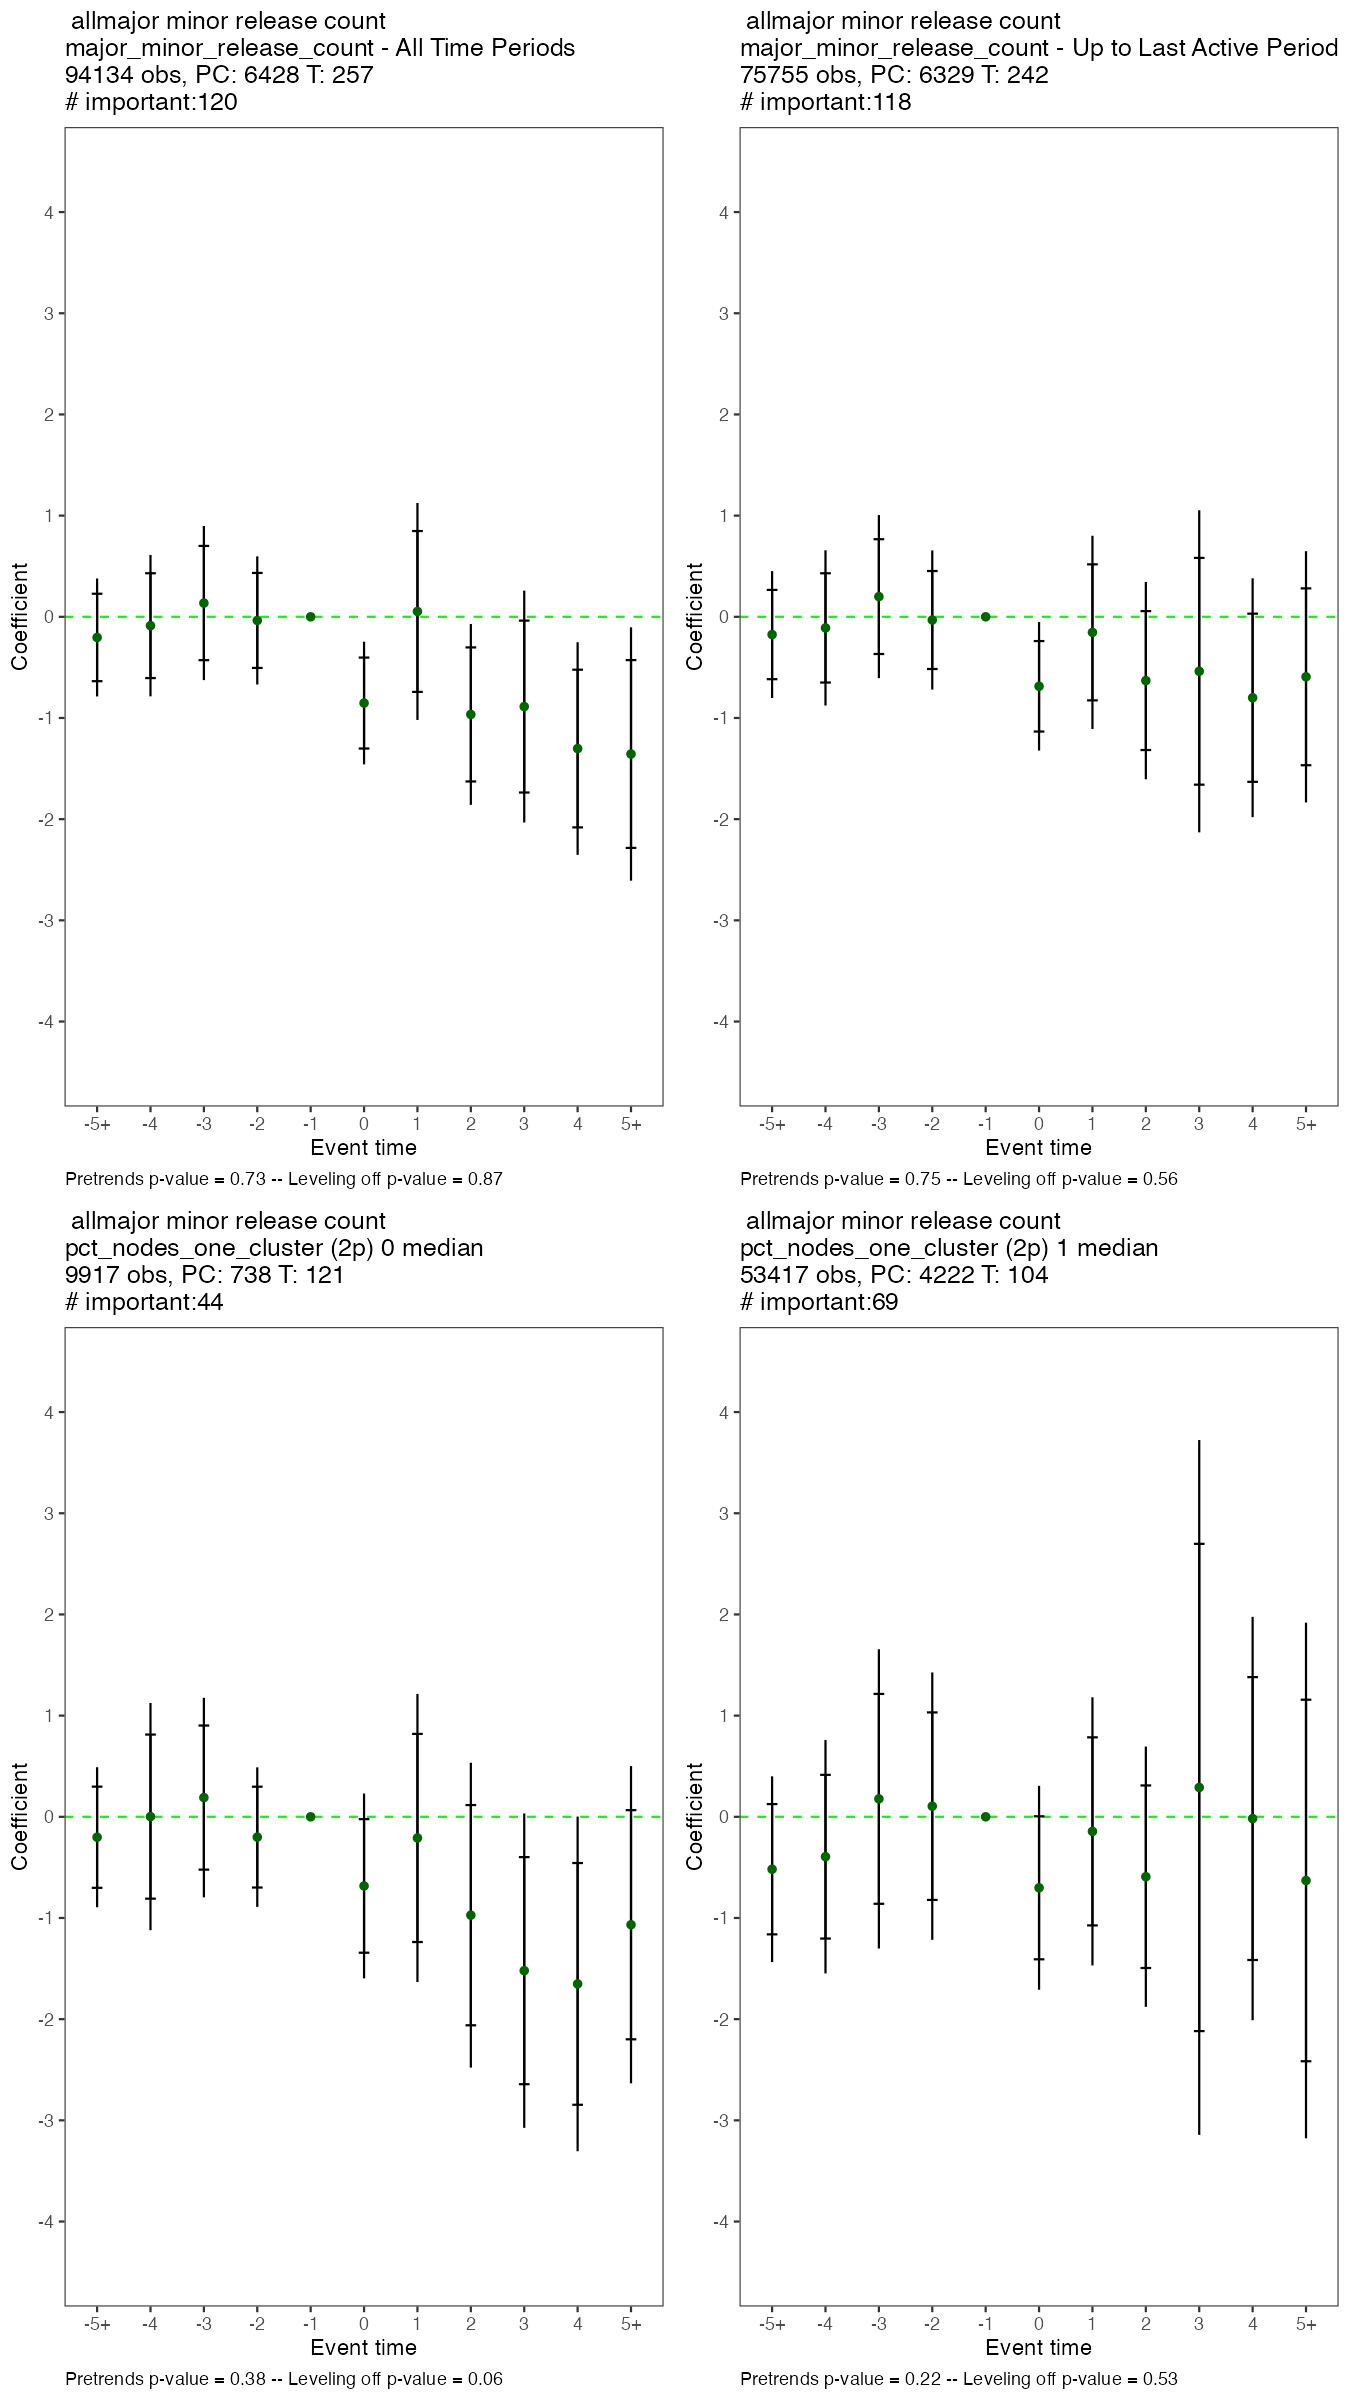 allmajor minor release count
major_minor_release_count - All Time Periods
94134 obs, PC: 6428 T: 257
# important:120
4
3
2
1
0
-1
-2
-3
-4
Coefficient
-5+ -4 -3 -2 -1 0 1 2 3 4 5+
Event time
Pretrends p-value = 0.73 -- Leveling off p-value = 0.87
allmajor minor release count
major_minor_release_count - Up to Last Active Period
75755 obs, PC: 6329 T: 242
# important:118
4
3
2
1
0
-1
-2
-3
-4
Coefficient
-5+ -4 -3 -2 -1 0 1 2 3 4 5+
Event time
Pretrends p-value = 0.75 -- Leveling off p-value = 0.56
allmajor minor release count
pct_nodes_one_cluster (2p) 0 median
9917 obs, PC: 738 T: 121
# important:44
4
3
2
1
0
-1
-2
-3
-4
Coefficient
-5+ -4 -3 -2 -1 0 1 2 3 4 5+
Event time
Pretrends p-value = 0.38 -- Leveling off p-value = 0.06
allmajor minor release count
pct_nodes_one_cluster (2p) 1 median
53417 obs, PC: 4222 T: 104
# important:69
4
3
2
1
0
-1
-2
-3
-4
Coefficient
-5+ -4 -3 -2 -1 0 1 2 3 4 5+
Event time
Pretrends p-value = 0.22 -- Leveling off p-value = 0.53